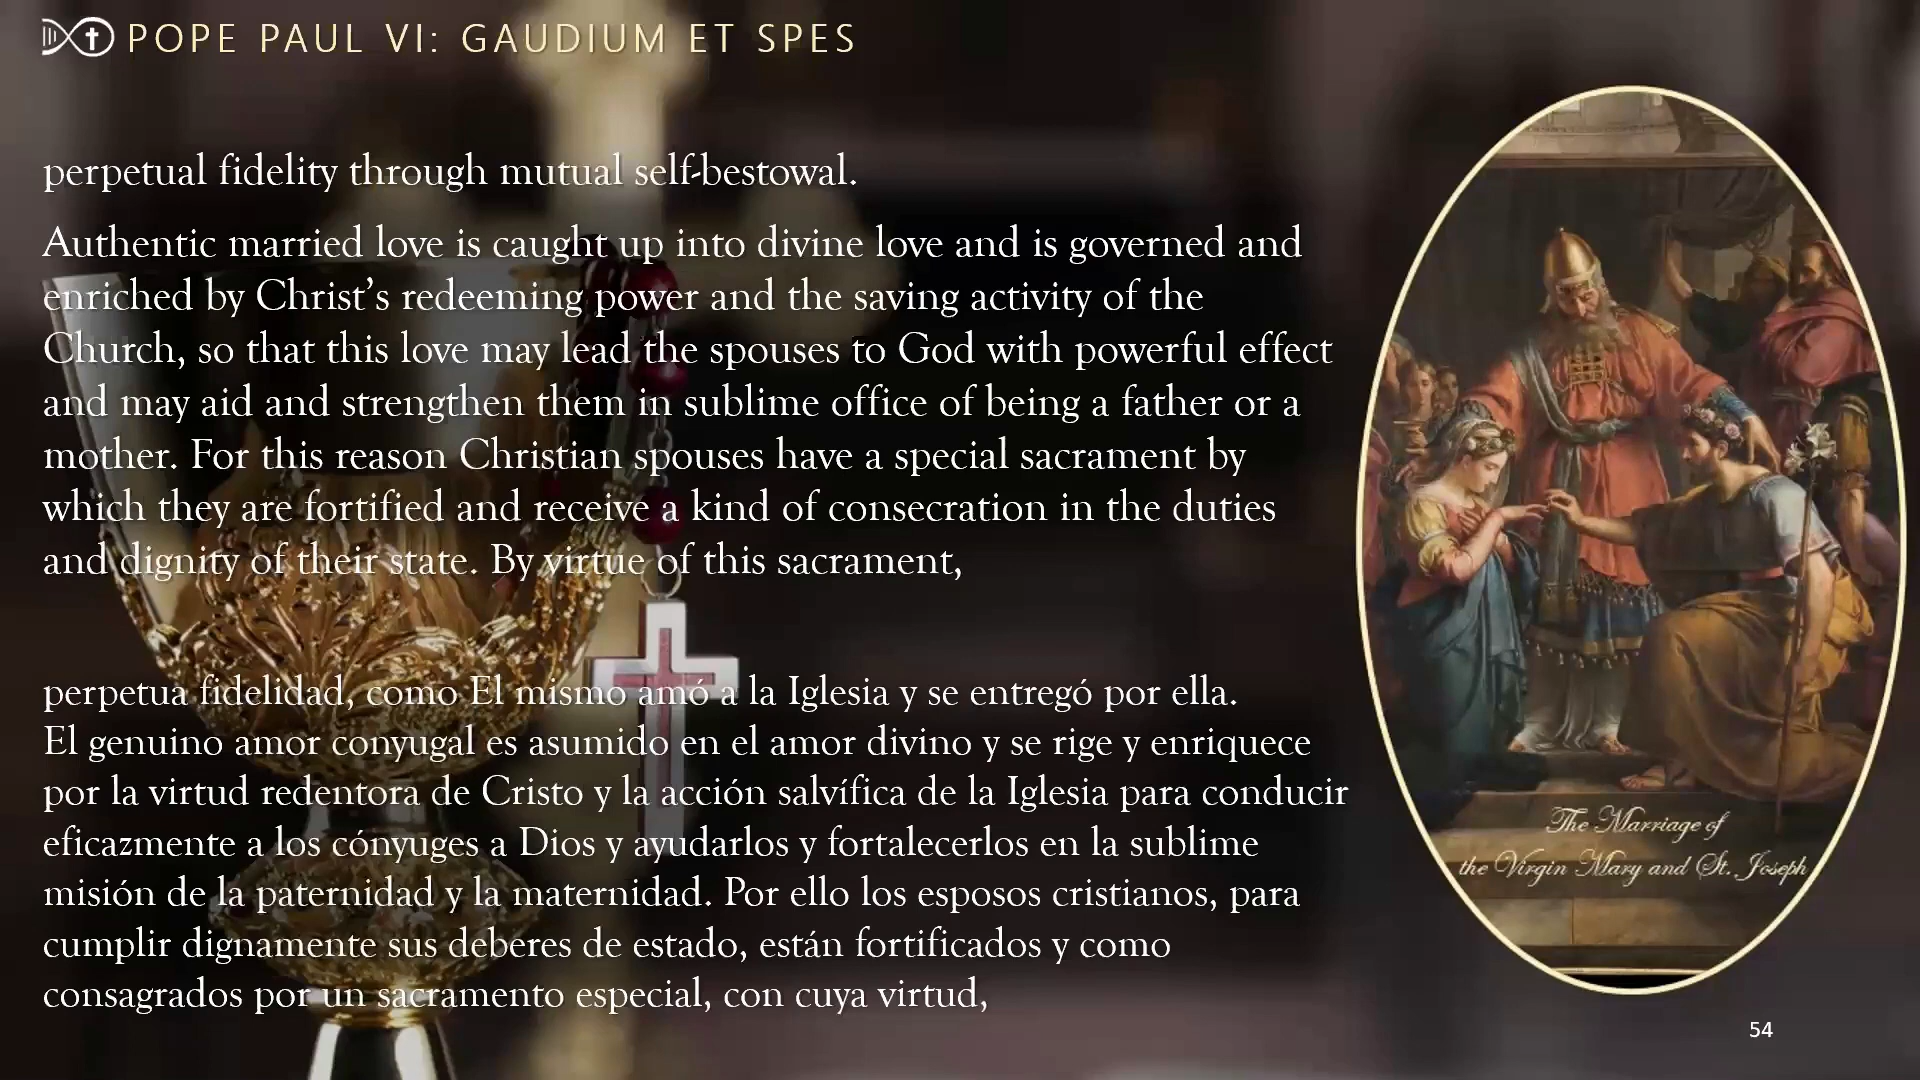 POPE PAUL VI: GAUDIUM ET SPES
perpetual fidelity through mutual self-bestowal.
Authentic married love is caught up into divine love and is governed and
enriched by Christ’s redeeming power and the saving activity of the
Church, so that this love may lead the spouses to God with powerful effect
and may aid and strengthen them in sublime office of being a father or a
mother. For this reason Christian spouses have a special sacrament by
which they are fortified and receive a kind of consecration in the duties
and dignity of their state. By virtue of this sacrament,
perpetua fidelidad, como El mismo amó a la Iglesia y se entregó por ella.
El genuino amor conyugal es asumido en el amor divino y se rige y enriquece
por la virtud redentora de Cristo y la acción salvífica de la Iglesia para conducir
eficazmente a los cónyuges a Dios y ayudarlos y fortalecerlos en la sublime
misión de la paternidad y la maternidad. Por ello los esposos cristianos, para
cumplir dignamente sus deberes de estado, están fortificados y como
consagrados por un sacramento especial, con cuya virtud,
The Marriage of
the Virgin Mary and St. Joseph
54